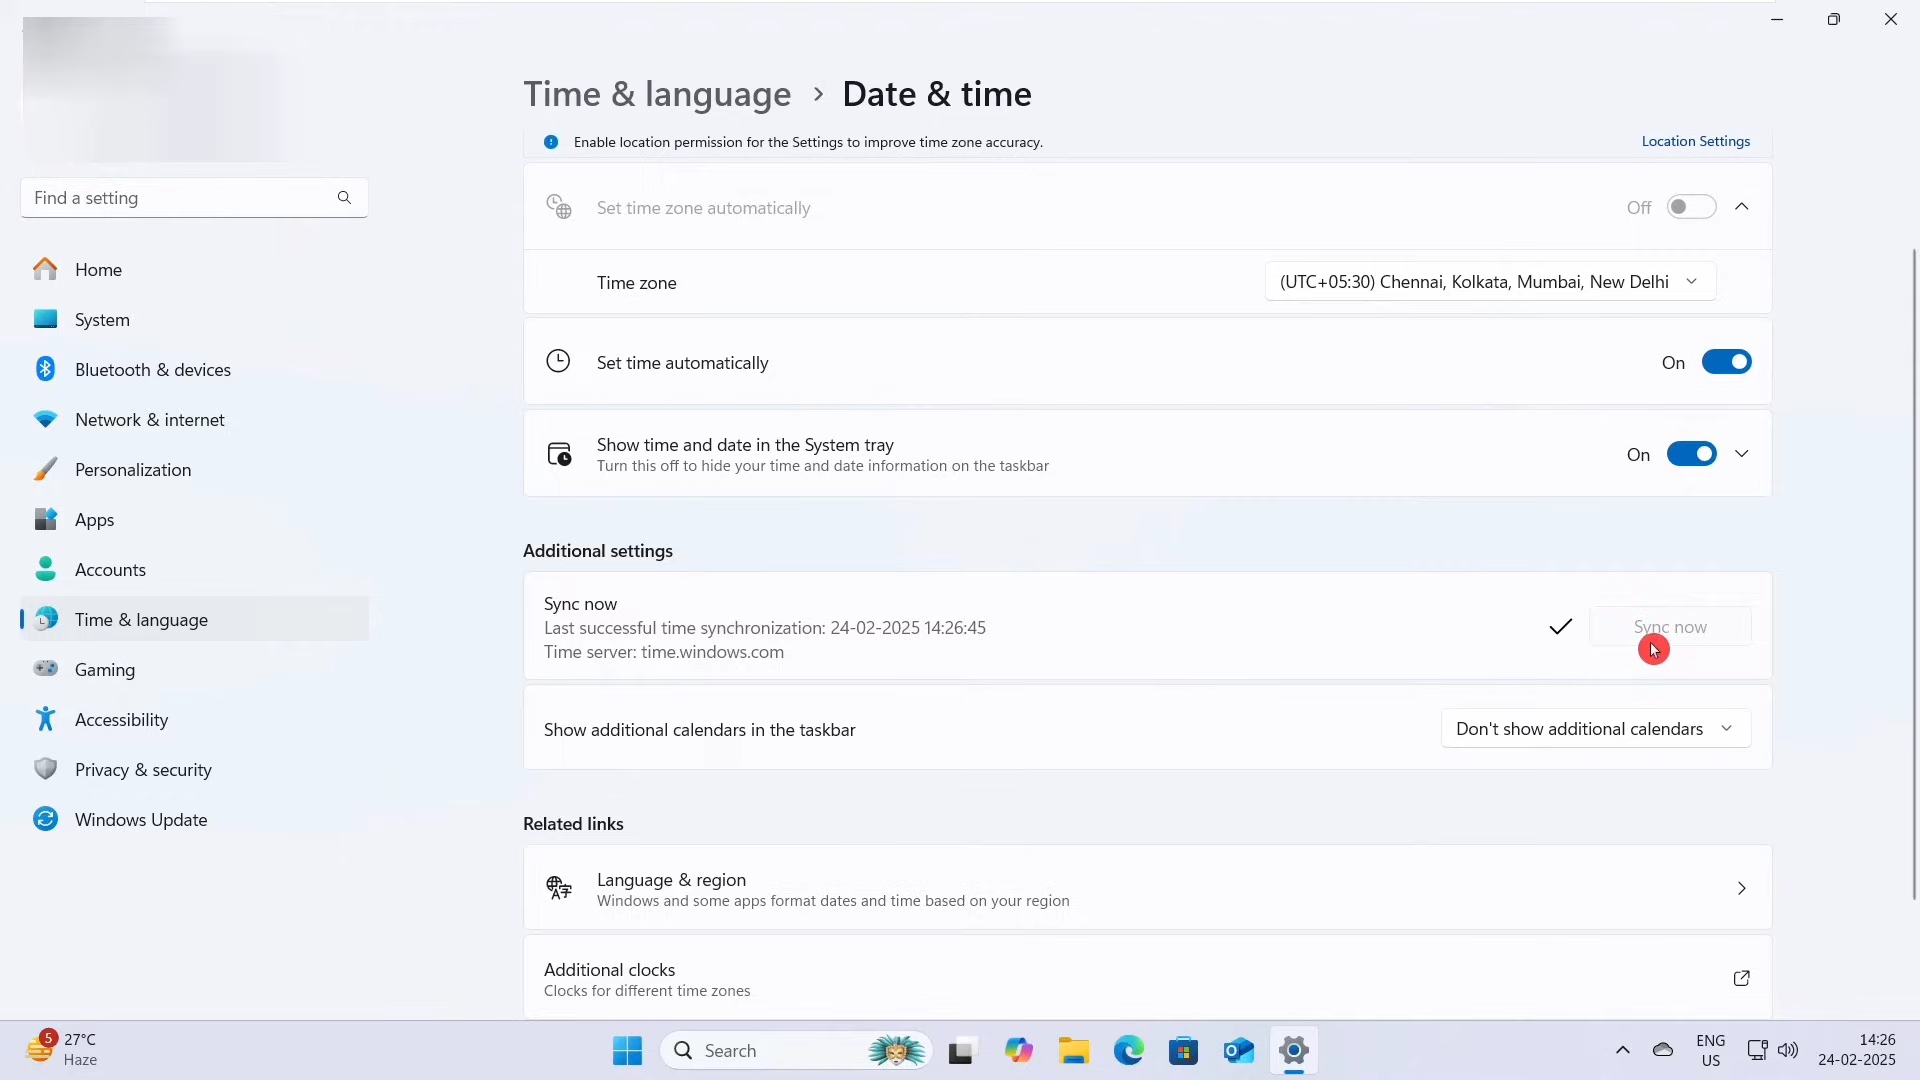 Time & language > Date & time
Enable location permission for the Settings to improve time zone accuracy.
Location Settings
Find a setting
Set time zone automatically
Off
Home
Time zone
(UTC+05:30) Chennai, Kolkata, Mumbai, New Delhi
System
Set time automatically
On
Bluetooth & devices
Network & internet
Show time and date in the System tray
Turn this off to hide your time and date information on the taskbar
On
Personalization
Apps
Additional settings
Accounts
Sync now
Last successful time synchronization: 24-02-2025 14:26:45
Time server: time.windows.com
Sync now
Time & language
Gaming
Accessibility
Show additional calendars in the taskbar
Don't show additional calendars
Privacy & security
Windows Update
Related links
Language & region
Windows and some apps format dates and time based on your region
Additional clocks
Clocks for different time zones
5
27°C
Haze
Search
ENG
US
14:26
24-02-2025